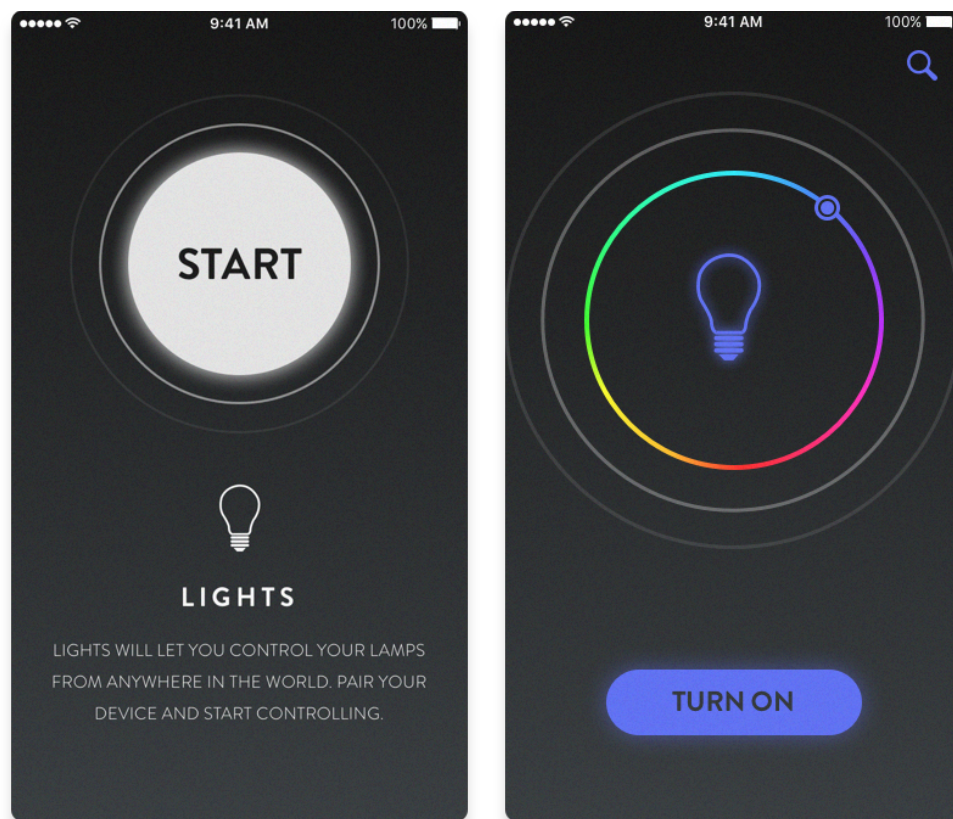 9:41 AM
100%
START
LIGHTS
LIGHTS WILL LET YOU CONTROL YOUR LAMPS
FROM ANYWHERE IN THE WORLD. PAIR YOUR
DEVICE AND START CONTROLLING.
9:41 AM
100%
TURN ON